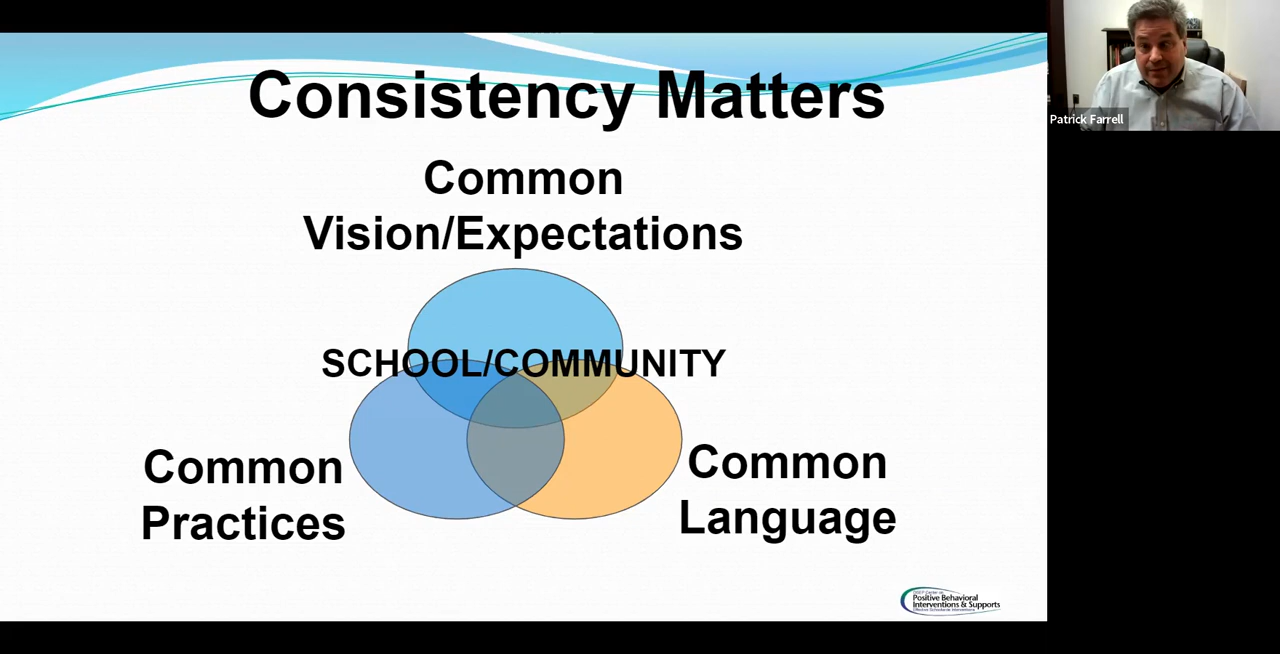 Consistency Matters
Patrick Farrell
Common
Vision/Expectations
SCHOOL/COMMUNITY
Common
Practices
Common
Language
Positive Behavioral
Interventions & Supports